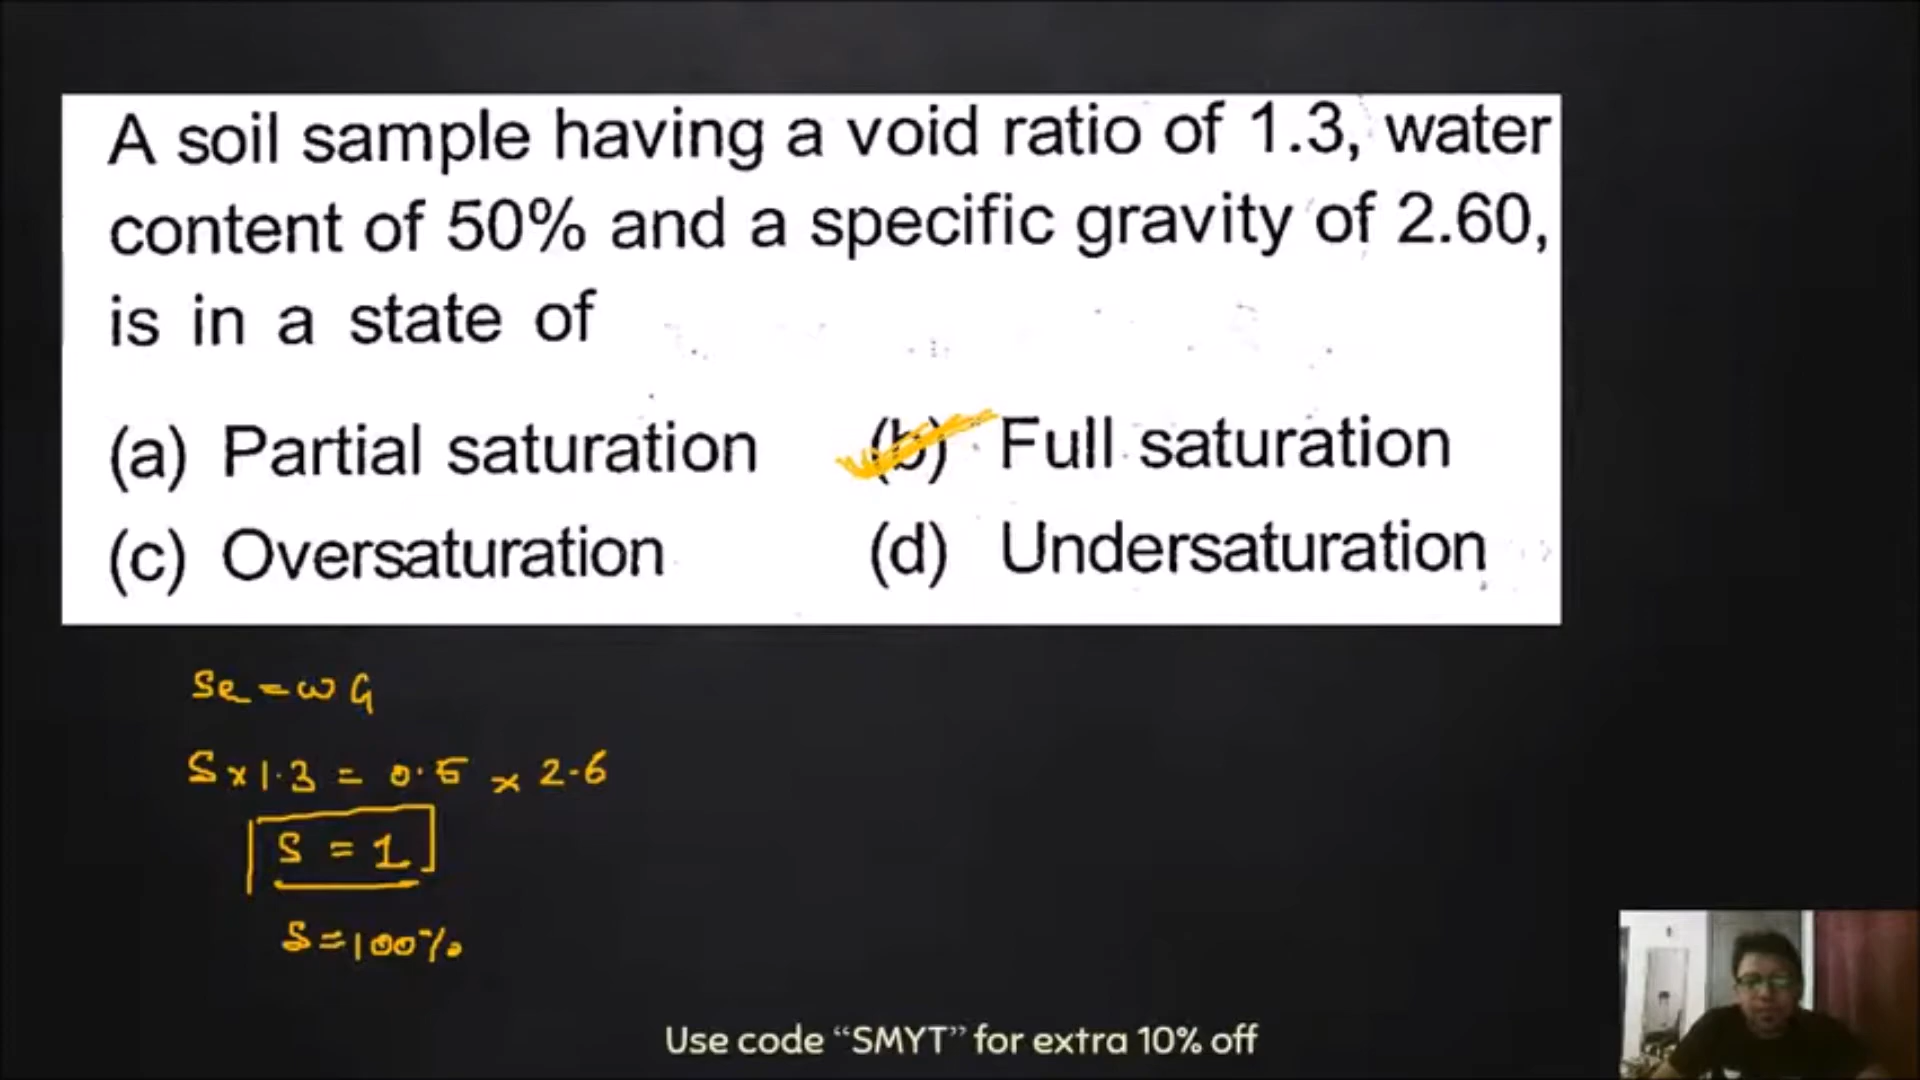 A soil sample having a void ratio of 1.3, water
content of 50% and a specific gravity of 2.60,
is in a state of
(a) Partial saturation (b) Full saturation
(c) Oversaturation (d) Undersaturation
Se = w G
S x 1.3 = 0.5 x 2.6
S = 1
S = 100%
Use code “SMYT” for extra 10% off